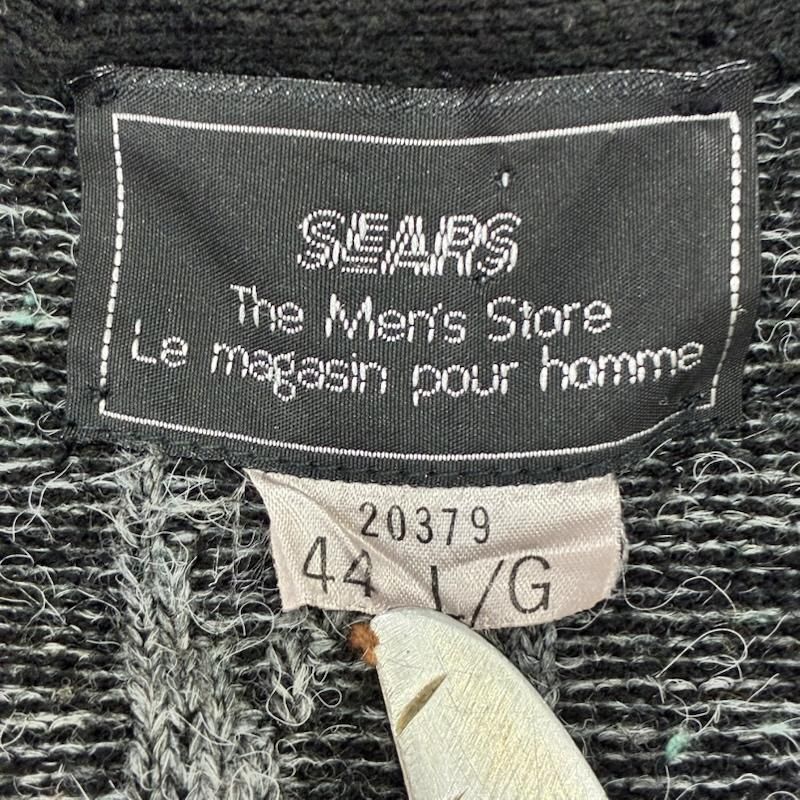 SEARS
The Men's Store
Le magasin pour homme
20379
44 L/G